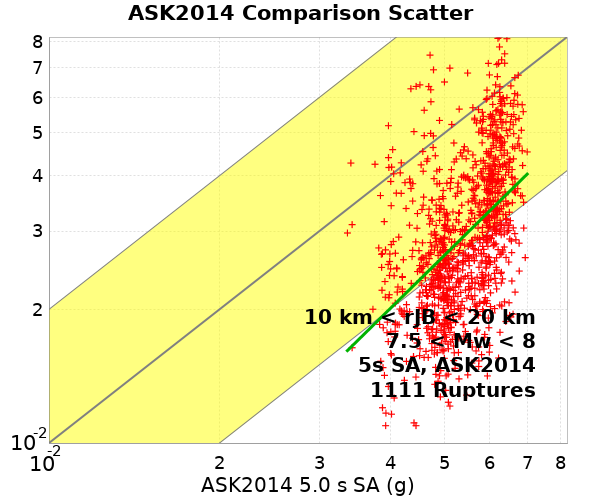 ASK2014 Comparison Scatter
8
7
6
5
4
3
2
10-2
10-2
2 3 4 5 6 7 8
10 km < rJB < 20 km
7.5 < Mw < 8
5s SA, ASK2014
1111 Ruptures
ASK2014 5.0 s SA (g)